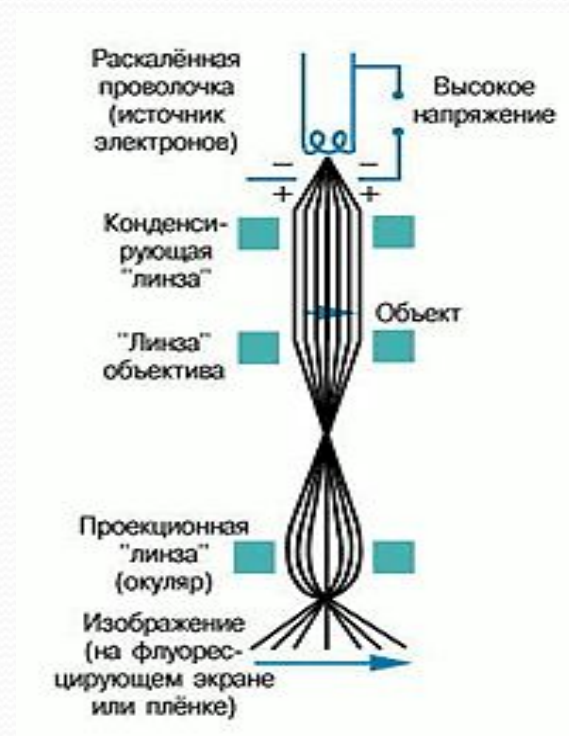 Раскалённая
проволочка
(источник
электронов)
Высокое
напряжение
− −
+ +
Конденси-
рующая
"линза"
Объект
"Линза"
объектива
Проекционная
"линза"
(окуляр)
Изображение
(на флуорес-
цирующем экране
или плёнке)